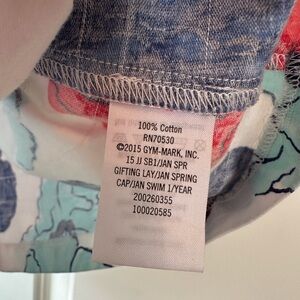 100% Cotton
RN70530
©2015 GYM-MARK, INC.
15 JJ SB1/JAN SPR
GIFTING LAY/JAN SPRING
CAP/JAN SWIM 1/YEAR
200260355
100020585